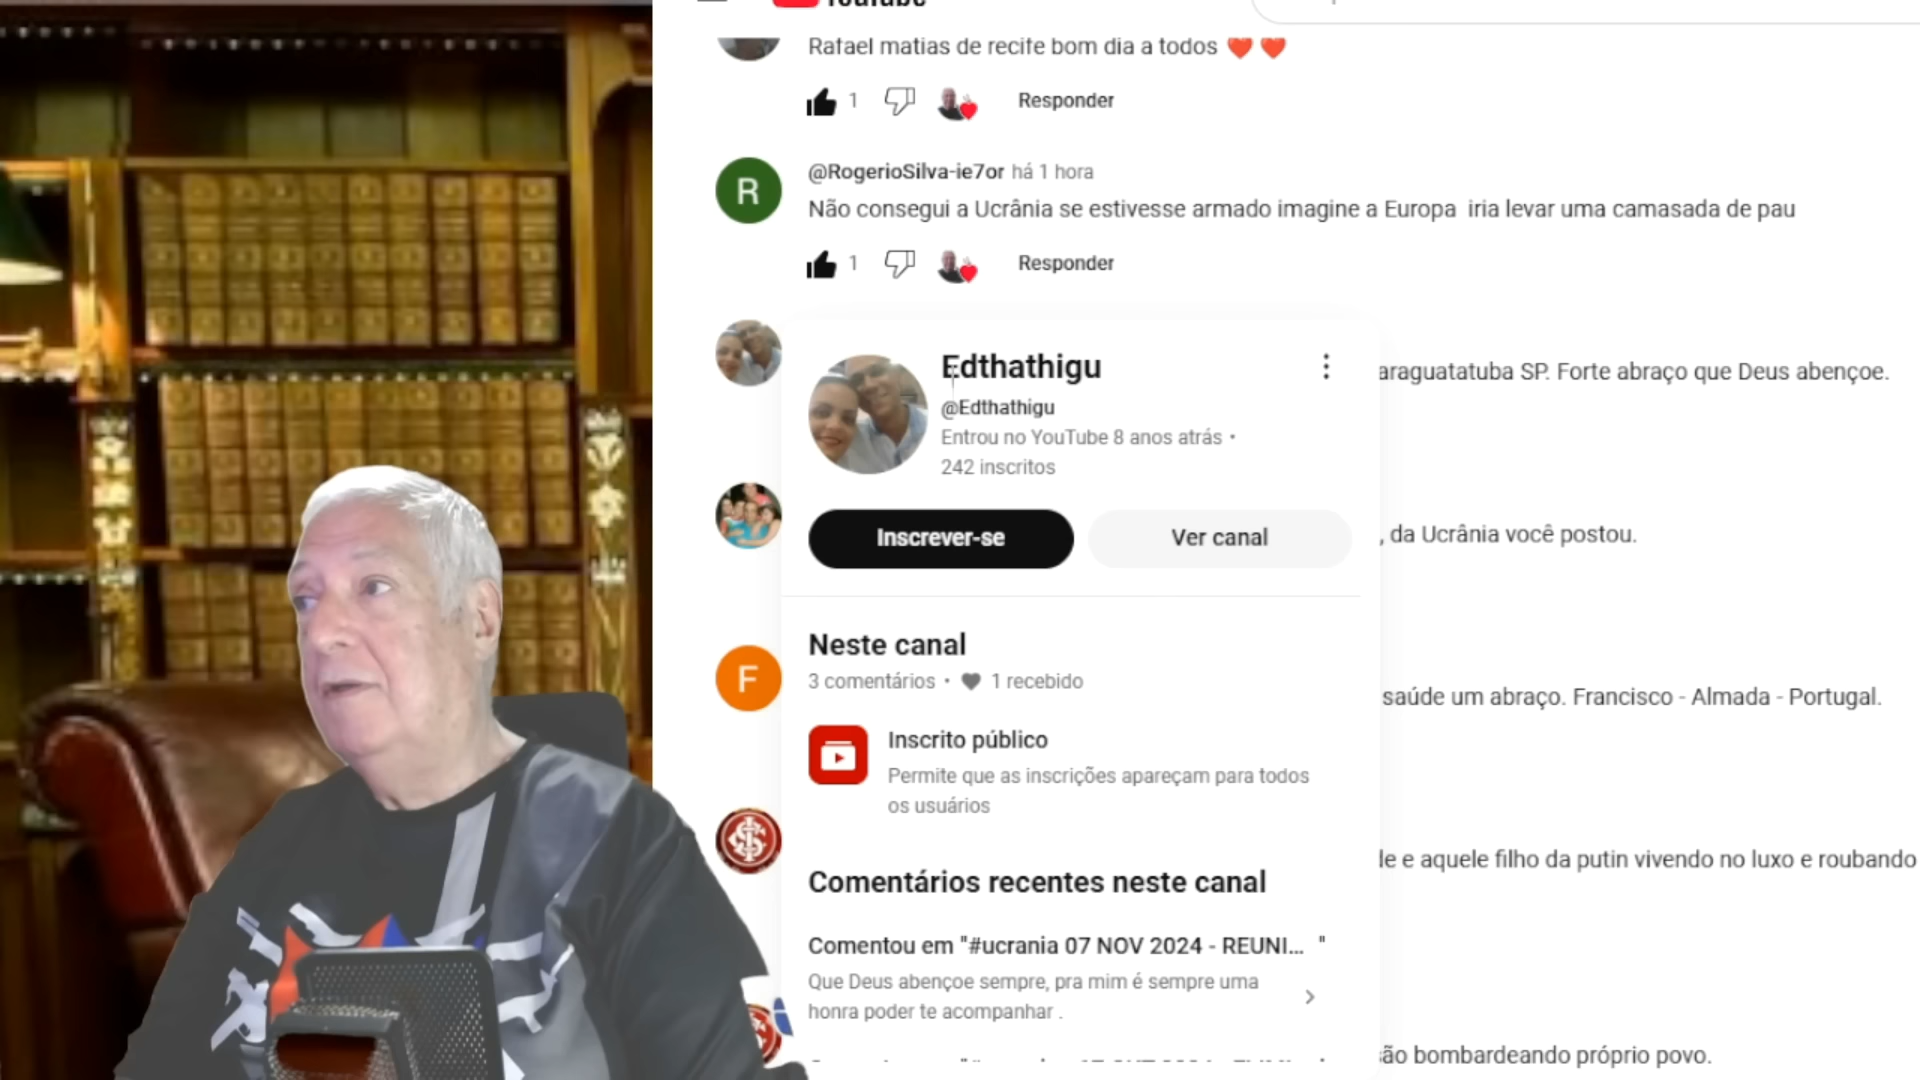 YouTube
Rafael matias de recife bom dia a todos ❤️ ❤️
1
Responder
@RogerioSilva-ie7or há 1 hora
R
Não consegui a Ucrânia se estivesse armado imagine a Europa iria levar uma camasada de pau
1
Responder
Edthathigu
araguatatuba SP. Forte abraço que Deus abençoe.
@Edthathigu
Entrou no YouTube 8 anos atrás •
242 inscritos
Inscrever-se
Ver canal
, da Ucrânia você postou.
Neste canal
F
3 comentários • 1 recebido
saúde um abraço. Francisco - Almada - Portugal.
Inscrito público
Permite que as inscrições apareçam para todos
os usuários
e aquele filho da putin vivendo no luxo e roubando
Comentários recentes neste canal
Comentou em "#ucrania 07 NOV 2024 - REUNI... "
Que Deus abençoe sempre, pra mim é sempre uma
honra poder te acompanhar .
são bombardeando próprio povo.